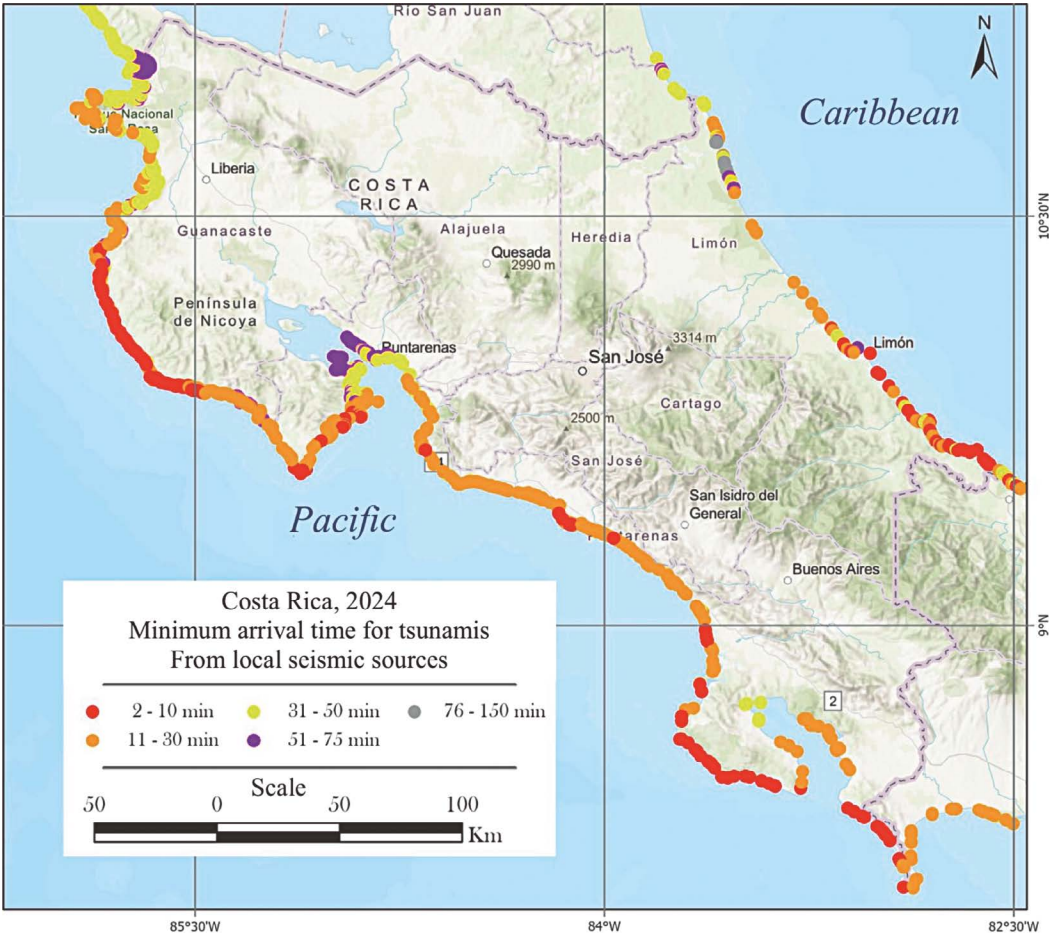 Río San Juan
N
Caribbean
Nacional
Liberia
COSTA
RICA
Guanacaste
Alajuela
Heredia
Limón
10°30'N
Quesada
2990 m
Península
de Nicoya
Puntarenas
3314 m
Limón
San José
Cartago
2500 m
San José
Pacific
San Isidro del
General
Buenos Aires
9°N
2
Costa Rica, 2024
Minimum arrival time for tsunamis
From local seismic sources
2 - 10 min 31 - 50 min 76 - 150 min
11 - 30 min 51 - 75 min
Scale
50 0 50 100
Km
85°30'W 84°W 82°30'W